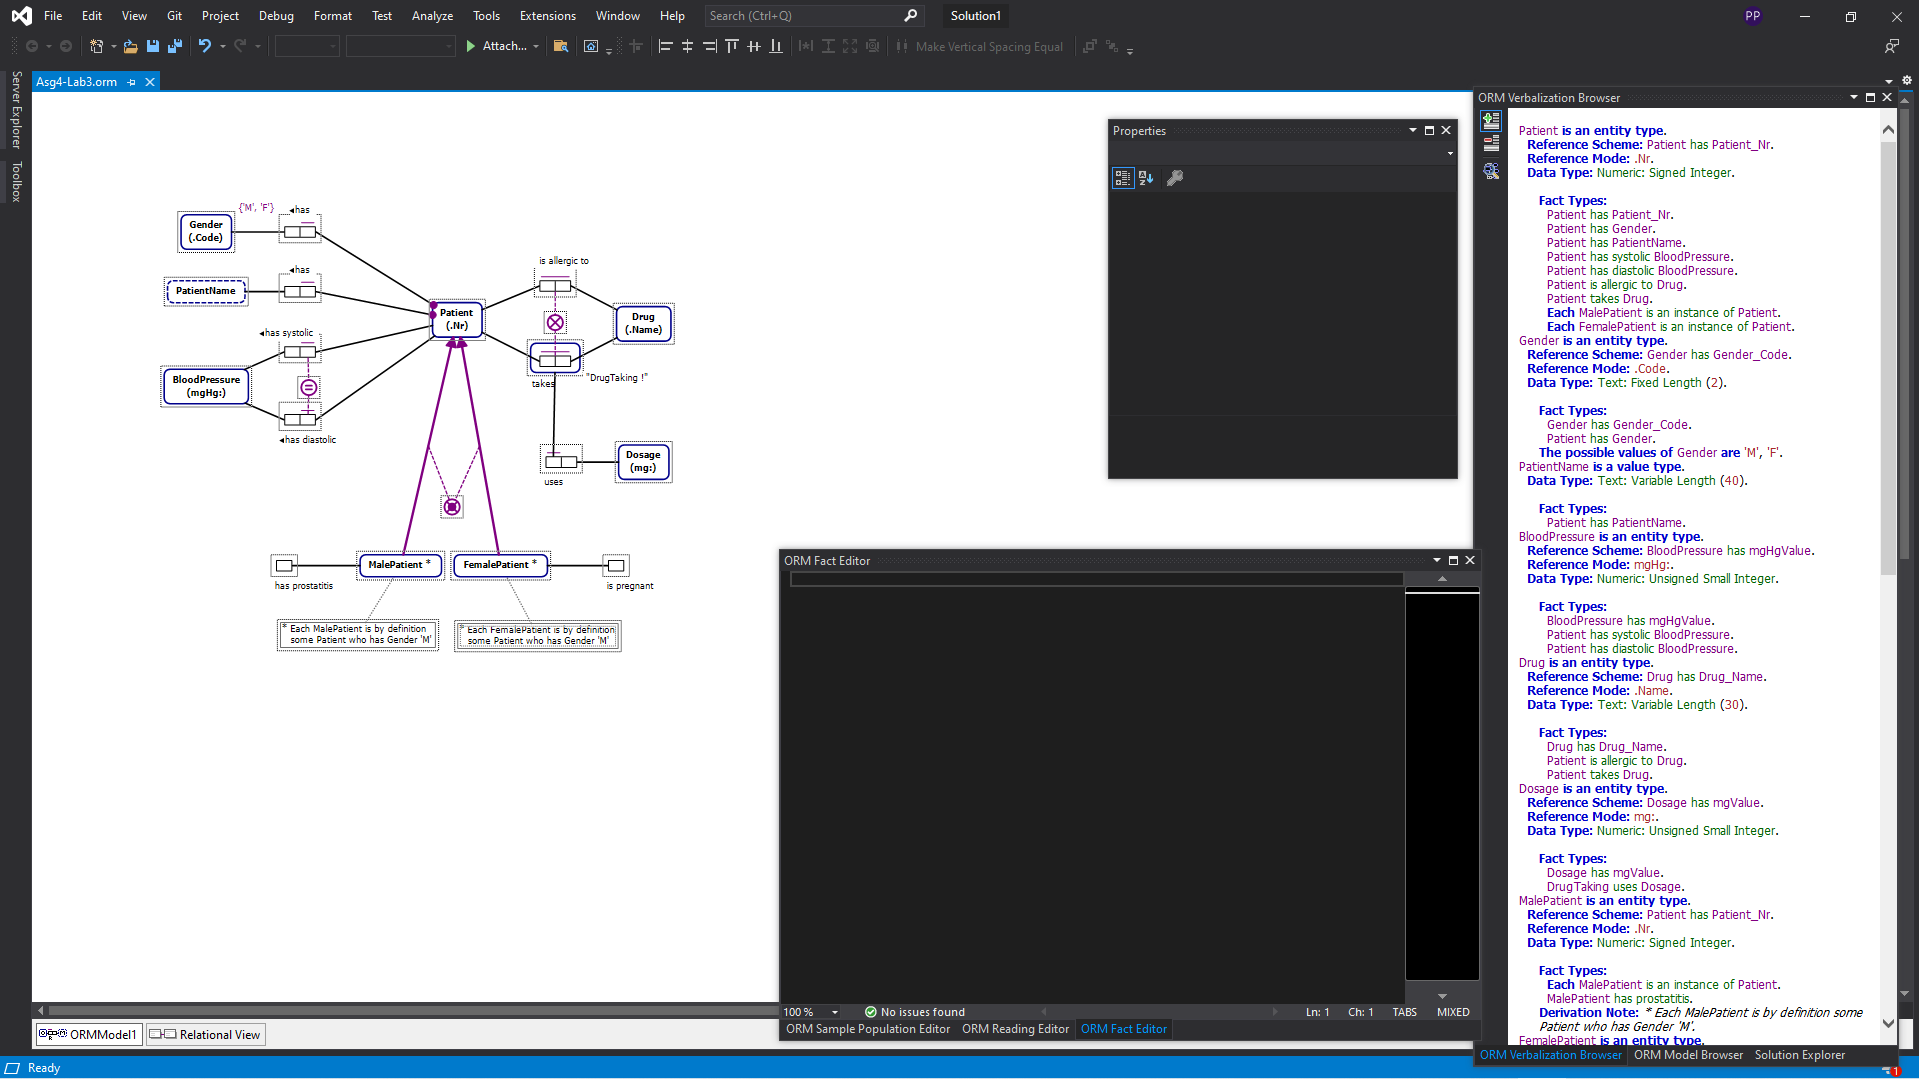 File Edit View Git Project Debug Format Test Analyze Tools Extensions Window Help Search (Ctrl+Q) Solution1 PP
Attach... Make Vertical Spacing Equal
Server Explorer
Toolbox
Asg4-Lab3.orm
{'M', 'F'}
◂has
Gender
(.Code)
◂has
PatientName
◂has systolic
BloodPressure
(mgHg:)
◂has diastolic
Patient
(.Nr)
is allergic to
Drug
(.Name)
takes
"DrugTaking !"
Dosage
(mg:)
uses
has prostatitis
MalePatient *
FemalePatient *
is pregnant
* Each MalePatient is by definition
some Patient who has Gender 'M'
* Each FemalePatient is by definition
some Patient who has Gender 'M'
Properties
ORM Fact Editor
100 %
No issues found
Ln: 1 Ch: 1 TABS MIXED
ORM Sample Population Editor ORM Reading Editor ORM Fact Editor
ORM Verbalization Browser
Patient is an entity type.
Reference Scheme: Patient has Patient_Nr.
Reference Mode: .Nr.
Data Type: Numeric: Signed Integer.
Fact Types:
Patient has Patient_Nr.
Patient has Gender.
Patient has PatientName.
Patient has systolic BloodPressure.
Patient has diastolic BloodPressure.
Patient is allergic to Drug.
Patient takes Drug.
Each MalePatient is an instance of Patient.
Each FemalePatient is an instance of Patient.
Gender is an entity type.
Reference Scheme: Gender has Gender_Code.
Reference Mode: .Code.
Data Type: Text: Fixed Length (2).
Fact Types:
Gender has Gender_Code.
Patient has Gender.
The possible values of Gender are 'M', 'F'.
PatientName is a value type.
Data Type: Text: Variable Length (40).
Fact Types:
Patient has PatientName.
BloodPressure is an entity type.
Reference Scheme: BloodPressure has mgHgValue.
Reference Mode: mgHg:.
Data Type: Numeric: Unsigned Small Integer.
Fact Types:
BloodPressure has mgHgValue.
Patient has systolic BloodPressure.
Patient has diastolic BloodPressure.
Drug is an entity type.
Reference Scheme: Drug has Drug_Name.
Reference Mode: .Name.
Data Type: Text: Variable Length (30).
Fact Types:
Drug has Drug_Name.
Patient is allergic to Drug.
Patient takes Drug.
Dosage is an entity type.
Reference Scheme: Dosage has mgValue.
Reference Mode: mg:.
Data Type: Numeric: Unsigned Small Integer.
Fact Types:
Dosage has mgValue.
DrugTaking uses Dosage.
MalePatient is an entity type.
Reference Scheme: Patient has Patient_Nr.
Reference Mode: .Nr.
Data Type: Numeric: Signed Integer.
Fact Types:
Each MalePatient is an instance of Patient.
MalePatient has prostatitis.
Derivation Note: * Each MalePatient is by definition some
Patient who has Gender 'M'.
FemalePatient is an entity type.
ORM Verbalization Browser ORM Model Browser Solution Explorer
ORMModel1 Relational View
Ready
1